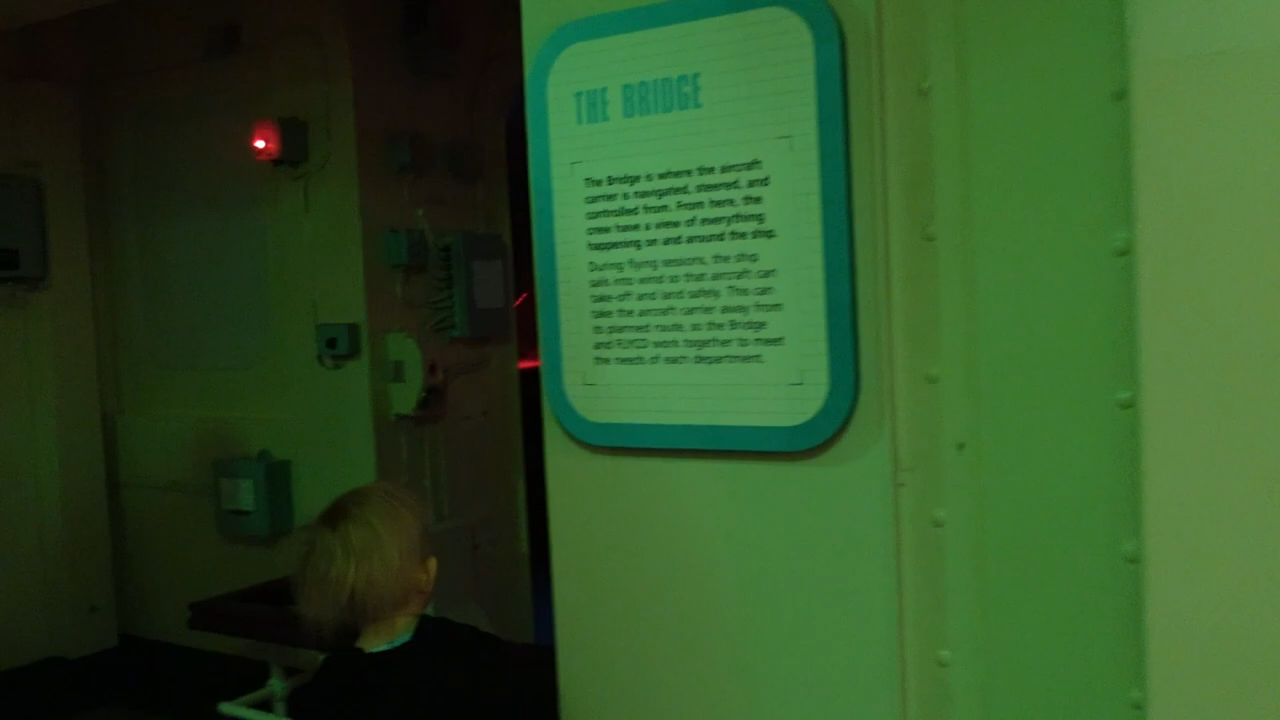 THE BRIDGE
The Bridge is where the aircraft
carrier is navigated, steered, and
controlled from. From here, the
crew have a view of everything
happening on and around the ship.
During flying sessions, the ship
sails into wind so that aircraft can
take-off and land safely. This can
take the aircraft carrier away from
its planned route, so the Bridge
and FLYCO work together to meet
the needs of each department.